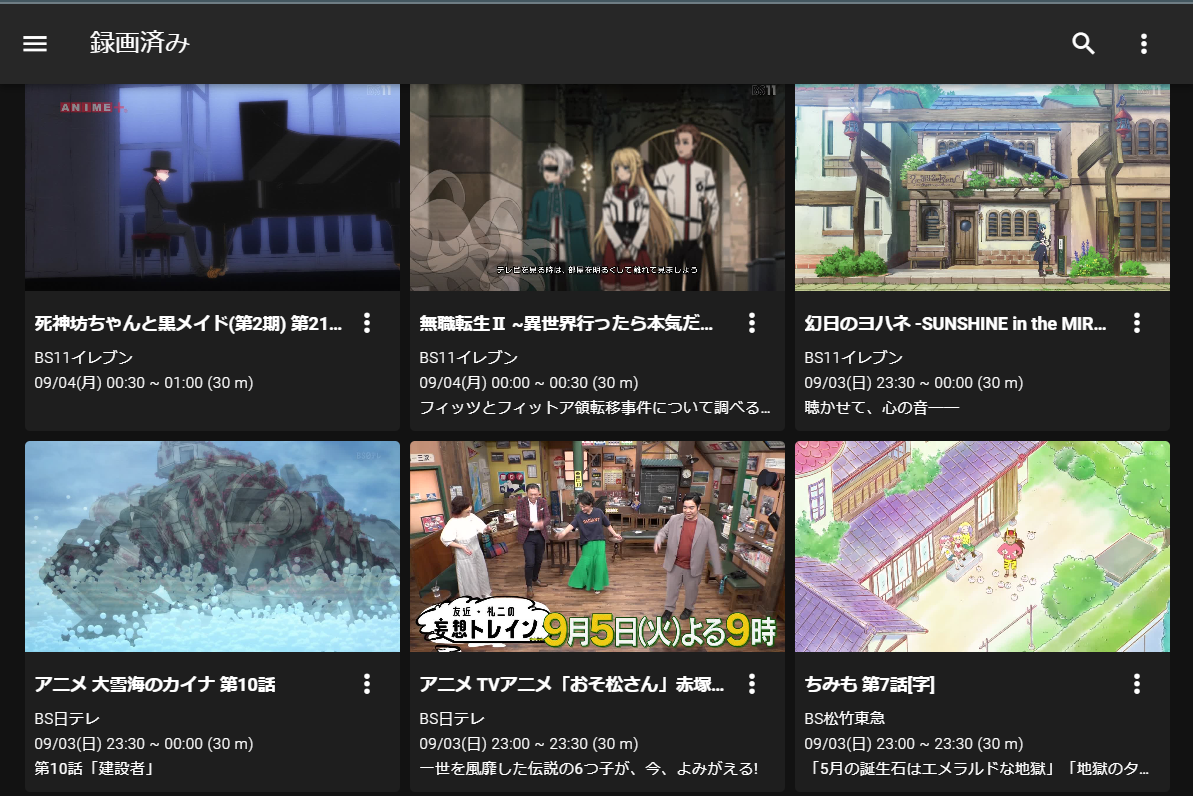 録画済み
ANIME+
BS11
BS11
BS11
テレビを見る時は、部屋を明るくして離れて見ましょう
死神坊ちゃんと黒メイド(第2期) 第21...
BS11イレブン
09/04(月) 00:30 ~ 01:00 (30 m)
無職転生Ⅱ ~異世界行ったら本気だ...
BS11イレブン
09/04(月) 00:00 ~ 00:30 (30 m)
フィッツとフィットア領転移事件について調べる...
幻日のヨハネ -SUNSHINE in the MIR...
BS11イレブン
09/03(日) 23:30 ~ 00:00 (30 m)
聴かせて、心の音――
友近・礼二の
妄想トレイン
9月5日(火)よる9時
アニメ 大雪海のカイナ 第10話
BS日テレ
09/03(日) 23:30 ~ 00:00 (30 m)
第10話「建設者」
アニメ TVアニメ「おそ松さん」赤塚...
BS日テレ
09/03(日) 23:00 ~ 23:30 (30 m)
一世を風靡した伝説の6つ子が、今、よみがえる!
ちみも 第7話[字]
BS松竹東急
09/03(日) 23:00 ~ 23:30 (30 m)
「5月の誕生石はエメラルドな地獄」「地獄のタ...